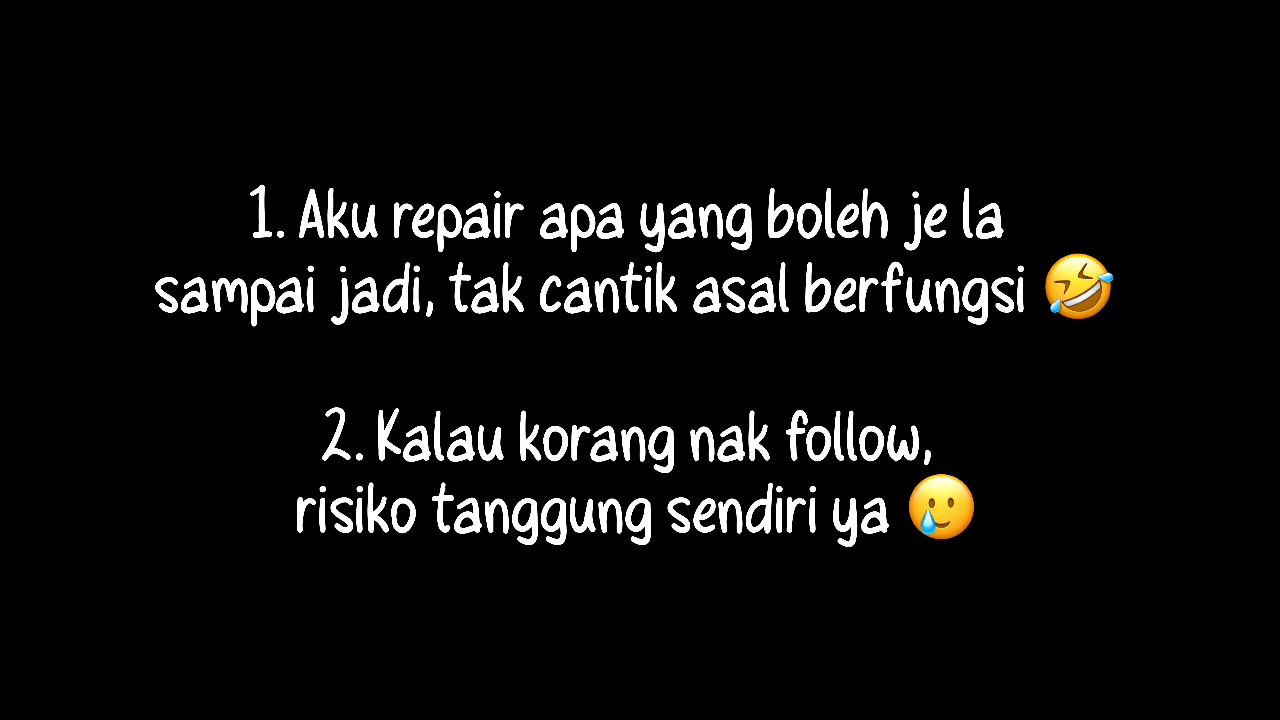 1. Aku repair apa yang boleh je la
sampai jadi, tak cantik asal berfungsi 🤣
2. Kalau korang nak follow,
risiko tanggung sendiri ya 🥲